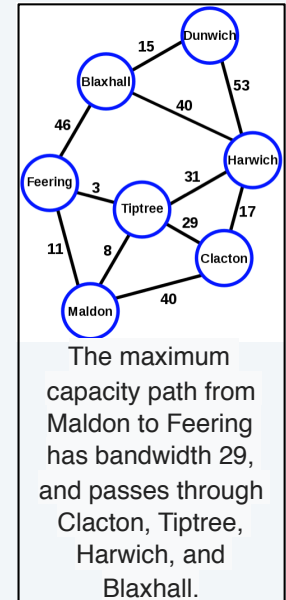 Dunwich
15
Blaxhall
53
40
46
Harwich
31
Feering
3
Tiptree
29
17
11
8
Clacton
40
Maldon
The maximum
capacity path from
Maldon to Feering
has bandwidth 29,
and passes through
Clacton, Tiptree,
Harwich, and
Blaxhall.